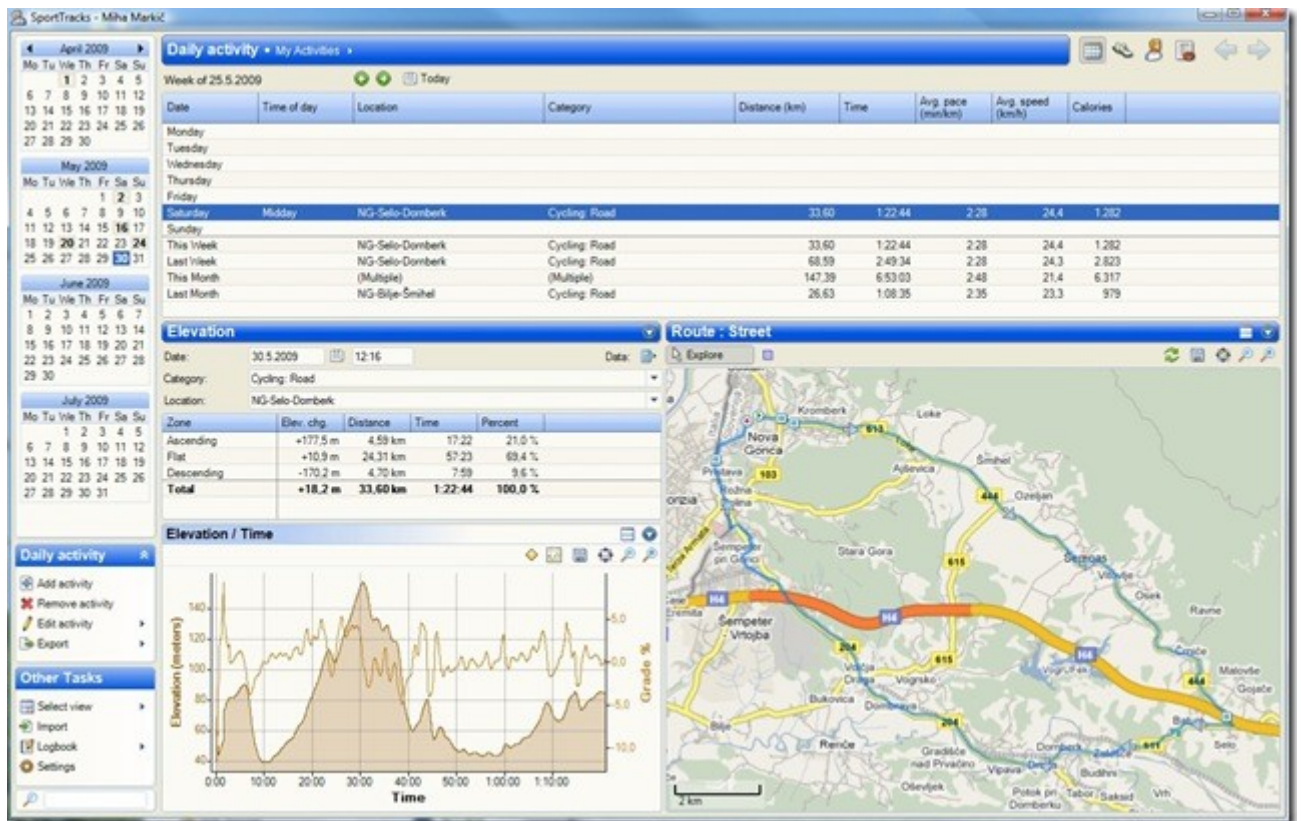 SportTracks - Miha Markič
April 2009
Mo Tu We Th Fr Sa Su
1 2 3 4 5
6 7 8 9 10 11 12
13 14 15 16 17 18 19
20 21 22 23 24 25 26
27 28 29 30
May 2009
Mo Tu We Th Fr Sa Su
1 2 3
4 5 6 7 8 9 10
11 12 13 14 15 16 17
18 19 20 21 22 23 24
25 26 27 28 29 30 31
June 2009
Mo Tu We Th Fr Sa Su
1 2 3 4 5 6 7
8 9 10 11 12 13 14
15 16 17 18 19 20 21
22 23 24 25 26 27 28
29 30
July 2009
Mo Tu We Th Fr Sa Su
1 2 3 4 5
6 7 8 9 10 11 12
13 14 15 16 17 18 19
20 21 22 23 24 25 26
27 28 29 30 31
Daily activity
Add activity
Remove activity
Edit activity
Export
Other Tasks
Select view
Import
Logbook
Settings
Daily activity • My Activities
Week of 25.5.2009 Today
Date Time of day Location Category Distance (km) Time Avg. pace (min/km) Avg. speed (km/h) Calories
Monday
Tuesday
Wednesday
Thursday
Friday
Saturday Midday NG-Selo-Dornberk Cycling: Road 33,60 1:22:44 2:28 24,4 1.282
Sunday
This Week NG-Selo-Dornberk Cycling: Road 33,60 1:22:44 2:28 24,4 1.282
Last Week NG-Selo-Dornberk Cycling: Road 68,59 2:49:34 2:28 24,3 2.823
This Month (Multiple) (Multiple) 147,39 6:53:03 2:48 21,4 6.317
Last Month NG-Bilje-Šmihel Cycling: Road 26,63 1:08:35 2:35 23,3 979
Elevation
Date: 30.5.2009 12:16 Data:
Category: Cycling: Road
Location: NG-Selo-Dornberk
Zone Elev. chg. Distance Time Percent
Ascending +177,5 m 4,59 km 17:22 21,0 %
Flat +10,9 m 24,31 km 57:23 69,4 %
Descending -170,2 m 4,70 km 7:59 9,6 %
Total +18,2 m 33,60 km 1:22:44 100,0 %
Elevation / Time
Elevation (meters)
140
120
100
80
60
40
5,0
0,0
-5,0
-10,0
Grade %
0:00 10:00 20:00 30:00 40:00 50:00 1:00:00 1:10:00
Time
Route : Street
Explore
Kromberk
Loke
613
Nova
Gorica
Ajševica
Šmihel
Pristava
103
Rožna
Dolina
444
Ozeljan
Stara Gora
Šempeter
pri Gorici
615
Šempas
Vitovlje
Osek
H4
H4
Ravne
Šempeter
Vrtojba
204
H4
Vrtojba
Draga
Vogrsko
615
Črniče
444
Malovše
Gojače
Bukovica
Dombrava
Bilje
204
Renče
Gradišče
nad Prvačino
Dornberk
Zalošče
611
Selo
Vipava
Draga
Budihni
Oševljek
Potok pri
Dornberku
Tabor
Saksid
Vrh
2 km